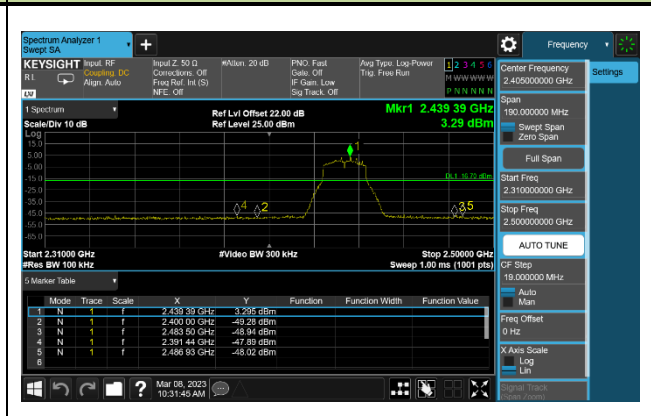 Spectrum Analyzer 1
Swept SA
Frequency
KEYSIGHT
RL
Input: RF
Coupling: DC
Align: Auto
Input Z: 50 Ω
Corrections: Off
Freq Ref: Int (S)
NFE: Off
#Atten: 20 dB
PNO: Fast
Gate: Off
IF Gain: Low
Sig Track: Off
Avg Type: Log-Power
Trig: Free Run
1 2 3 4 5 6
M W W W W W
P N N N N N
1 Spectrum
Scale/Div 10 dB
Ref Lvl Offset 22.00 dB
Ref Level 25.00 dBm
Mkr1 2.439 39 GHz
3.29 dBm
Log
15.0
5.00
-5.00
-15.0
-25.0
-35.0
-45.0
-55.0
-65.0
1
DL1 -16.70 dBm
4 2
3 5
Start 2.31000 GHz
#Res BW 100 kHz
#Video BW 300 kHz
Stop 2.50000 GHz
Sweep 1.00 ms (1001 pts)
5 Marker Table
Mode Trace Scale X Y Function Function Width Function Value
1 N 1 f 2.439 39 GHz 3.295 dBm
2 N 1 f 2.400 00 GHz -49.28 dBm
3 N 1 f 2.483 50 GHz -48.94 dBm
4 N 1 f 2.391 44 GHz -47.89 dBm
5 N 1 f 2.486 93 GHz -48.02 dBm
6
Mar 08, 2023
10:31:45 AM
Center Frequency
2.405000000 GHz
Settings
Span
190.000000 MHz
Swept Span
Zero Span
Full Span
Start Freq
2.310000000 GHz
Stop Freq
2.500000000 GHz
AUTO TUNE
CF Step
19.000000 MHz
Auto
Man
Freq Offset
0 Hz
X Axis Scale
Log
Lin
Signal Track
(Span Zoom)